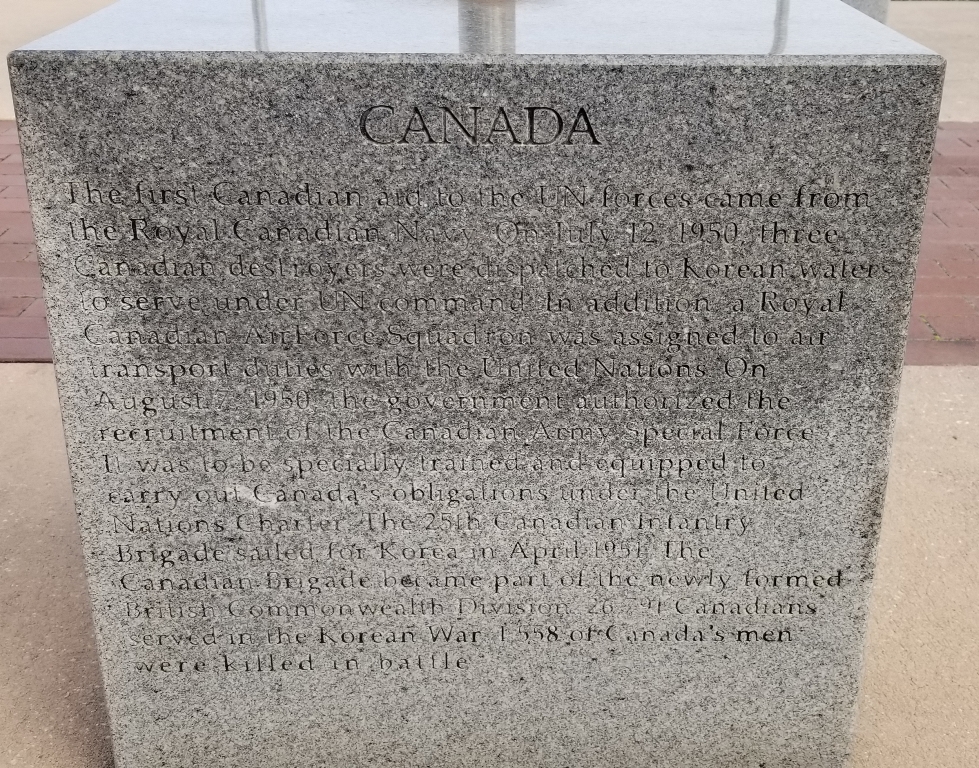 CANADA
The first Canadian aid to the UN forces came from
the Royal Canadian Navy. On July 12, 1950, three
Canadian destroyers were dispatched to Korean waters
to serve under UN command. In addition, a Royal
Canadian Air Force Squadron was assigned to air
transport duties with the United Nations. On
August 7, 1950, the government authorized the
recruitment of the Canadian Army Special Force.
It was to be specially trained and equipped to
carry out Canada's obligations under the United
Nations Charter. The 25th Canadian Infantry
Brigade sailed for Korea in April 1951. The
Canadian Brigade became part of the newly formed
British Commonwealth Division. 26,791 Canadians
served in the Korean War. 1,558 of Canada's men
were killed in battle.